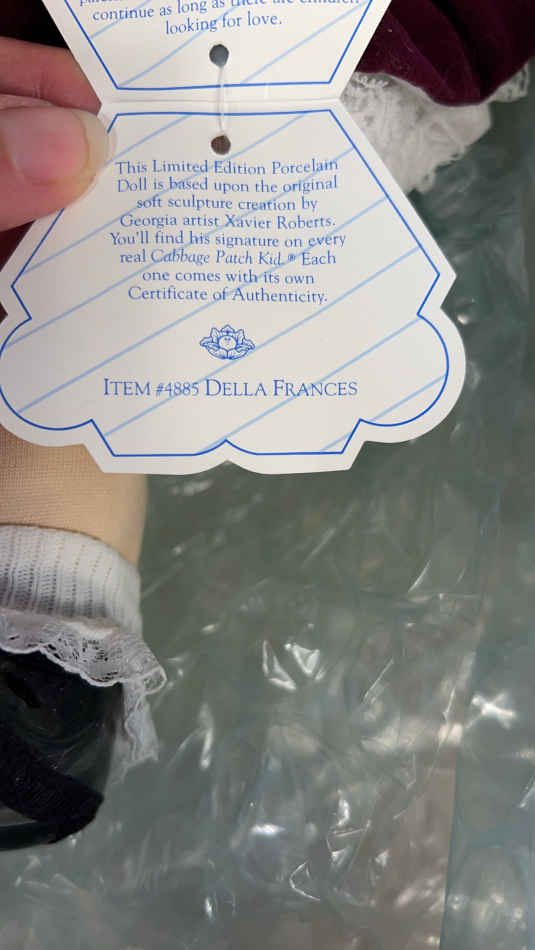 continue as long as there are children
looking for love.
This Limited Edition Porcelain
Doll is based upon the original
soft sculpture creation by
Georgia artist Xavier Roberts.
You'll find his signature on every
real Cabbage Patch Kid.® Each
one comes with its own
Certificate of Authenticity.
ITEM #4885 DELLA FRANCES